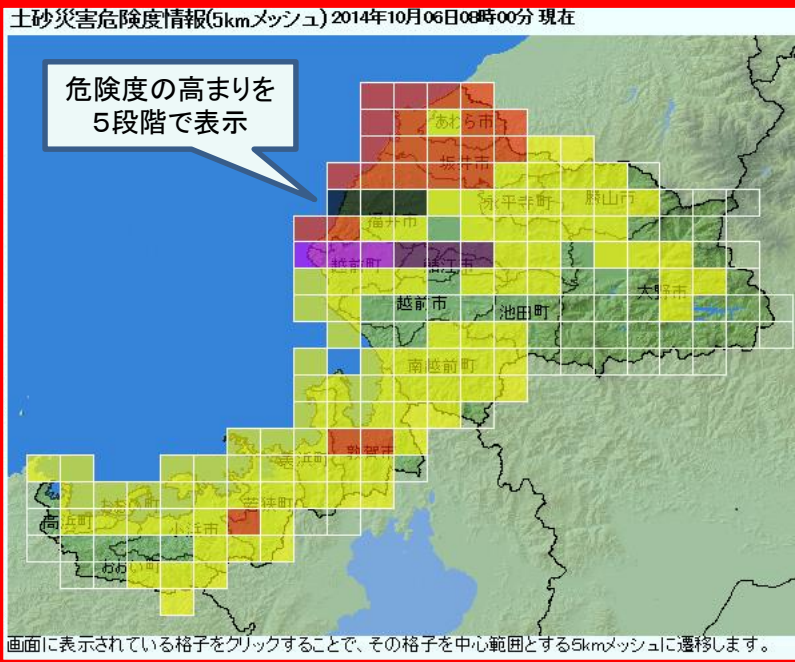 土砂災害危険度情報(5kmメッシュ) 2014年10月06日08時00分 現在
危険度の高まりを
5段階で表示
あわら市
坂井市
永平寺町 勝山市
福井市
越前町 鯖江市
大野市
越前市
池田町
南越前町
敦賀市
美浜町
おおい町 若狭町
高浜町 小浜市
おおい町
画面に表示されている格子をクリックすることで、その格子を中心範囲とする5kmメッシュに遷移します。